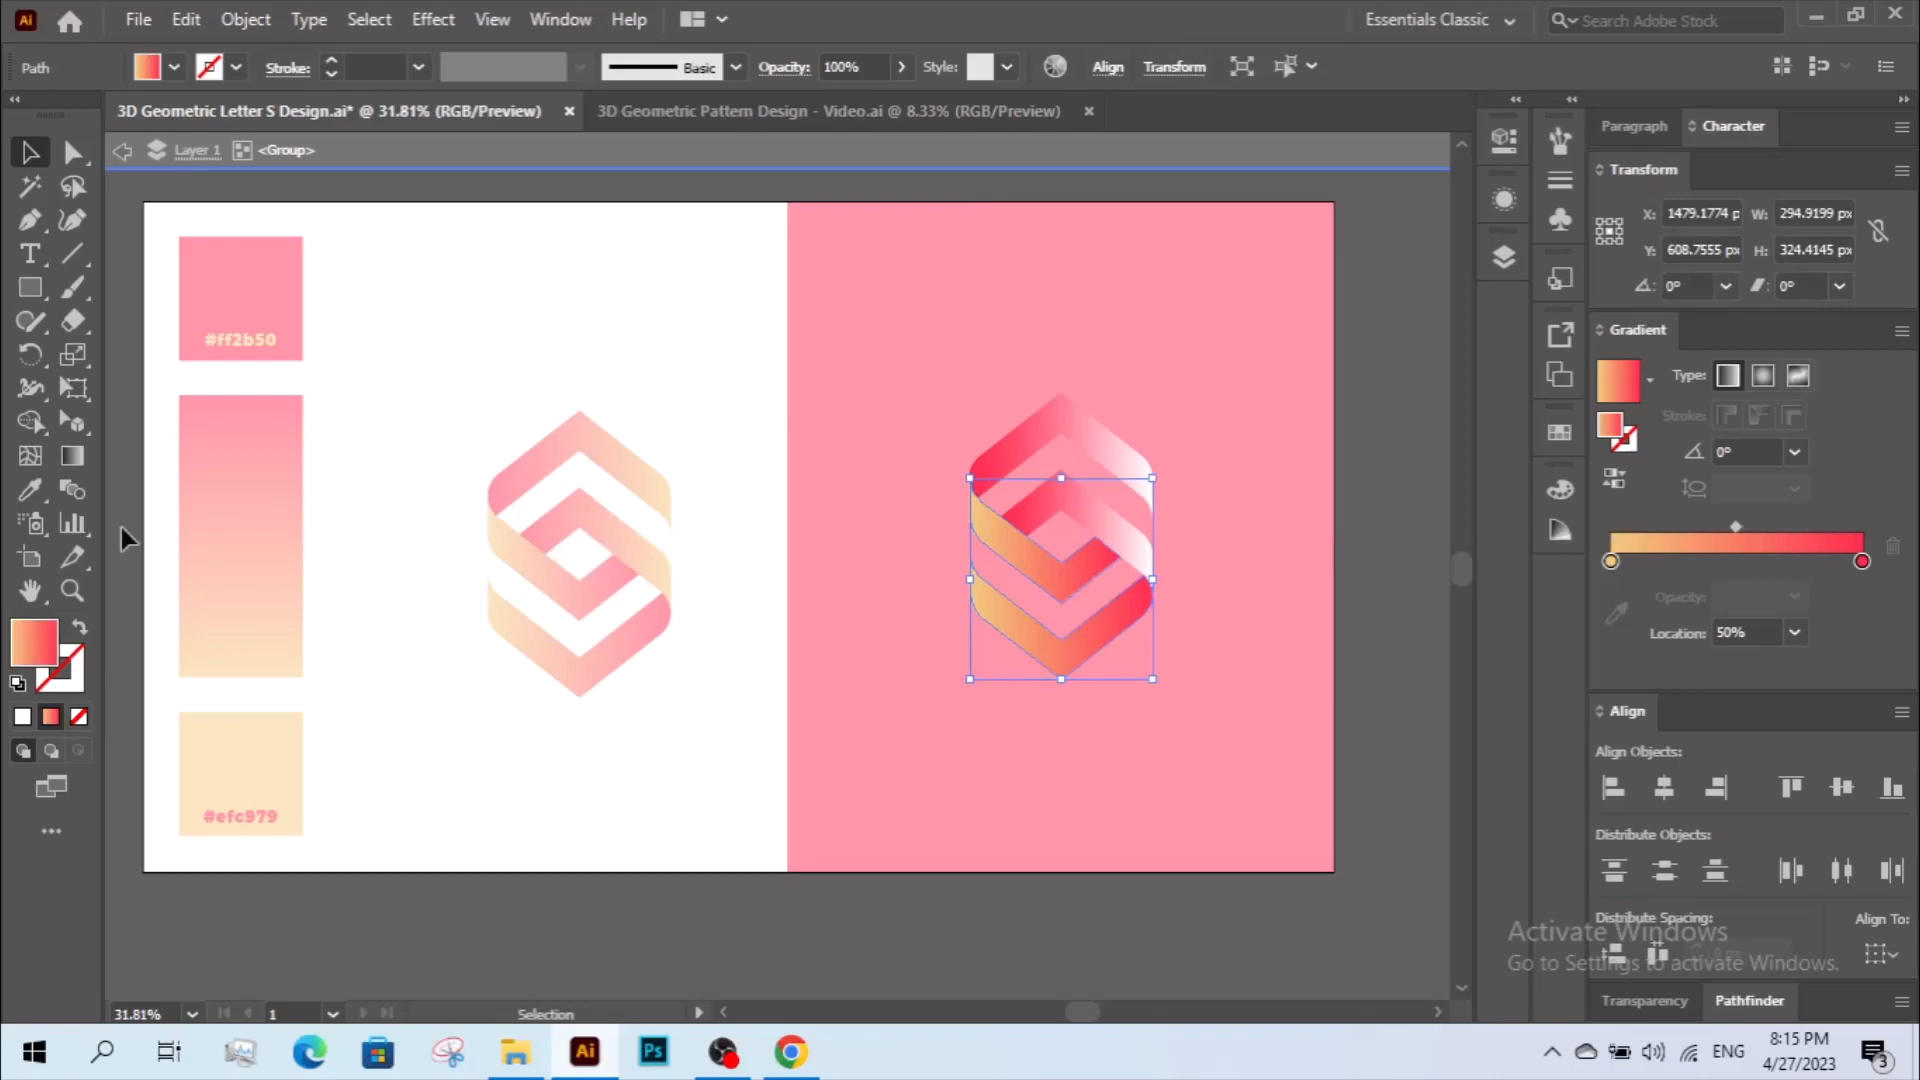 Ai File Edit Object Type Select Effect View Window Help Essentials Classic Search Adobe Stock
Path Stroke: Basic Opacity: 100% Style: Align Transform
3D Geometric Letter S Design.ai* @ 31.81% (RGB/Preview) 3D Geometric Pattern Design - Video.ai @ 8.33% (RGB/Preview)
Paragraph Character
Layer 1 <Group>
Transform
X: 1479.1774 p W: 294.9199 px
Y: 608.7555 px H: 324.4145 px
0° 0°
Gradient
#ff2b50
Type:
Stroke:
0°
Opacity:
Location: 50%
Align
Align Objects:
#efc979
Distribute Objects:
Distribute Spacing: Align To:
Activate Windows
Go to Settings to activate Windows.
Transparency Pathfinder
31.81% 1 Selection
Ai Ps ENG 8:15 PM
4/27/2023 3